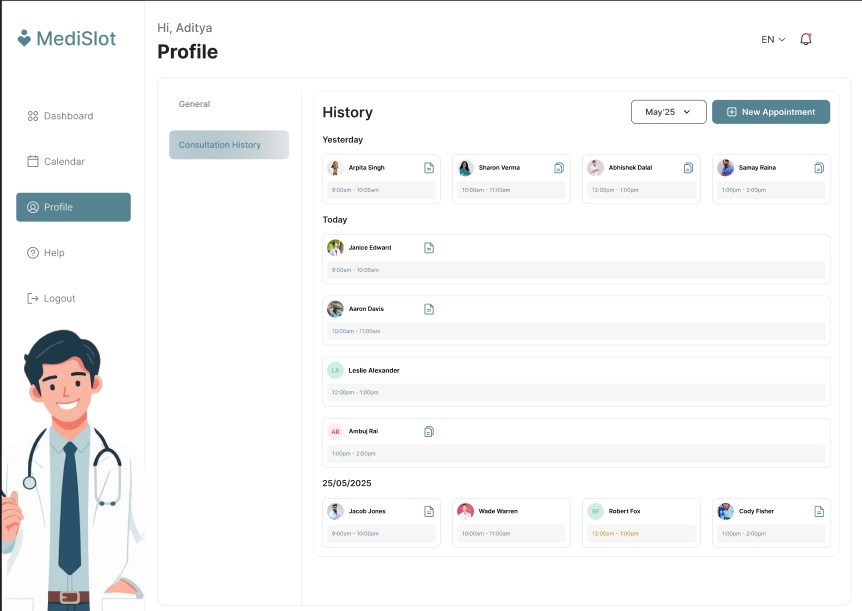 MediSlot
Hi, Aditya
Profile
EN
Dashboard
Calendar
Profile
Help
Logout
General
Consultation History
History
May'25
New Appointment
Yesterday
Arpita Singh
9:00am - 10:00am
Sharon Verma
10:00am - 11:00am
Abhishek Dalal
12:00pm - 1:00pm
Samay Raina
1:00pm - 2:00pm
Today
Janice Edward
9:00am - 10:00am
Aaron Davis
10:00am - 11:00am
LA
Leslie Alexander
12:00pm - 1:00pm
AR
Ambuj Rai
1:00pm - 2:00pm
25/05/2025
Jacob Jones
9:00am - 10:00am
Wade Warren
10:00am - 11:00am
RF
Robert Fox
12:00pm - 1:00pm
Cody Fisher
1:00pm - 2:00pm